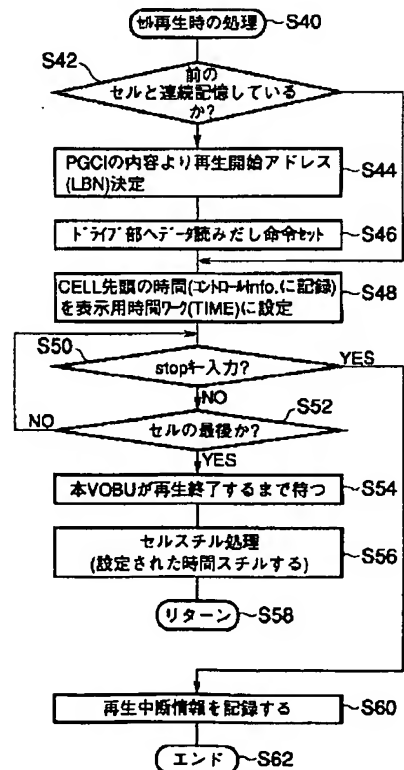 セル再生時の処理
S40
S42
前の
セルと連続記憶している
か?
PGCIの内容より再生開始アドレス
(LBN)決定
S44
ドライブ部へデータ読みだし命令セット
S46
CELL先頭の時間(コントロールInfo.に記録)
を表示用時間ワーク(TIME)に設定
S48
S50
stopキー入力?
YES
NO
S52
セルの最後か?
NO
YES
本VOBUが再生終了するまで待つ
S54
セルスチル処理
(設定された時間スチルする)
S56
リターン
S58
再生中断情報を記録する
S60
エンド
S62